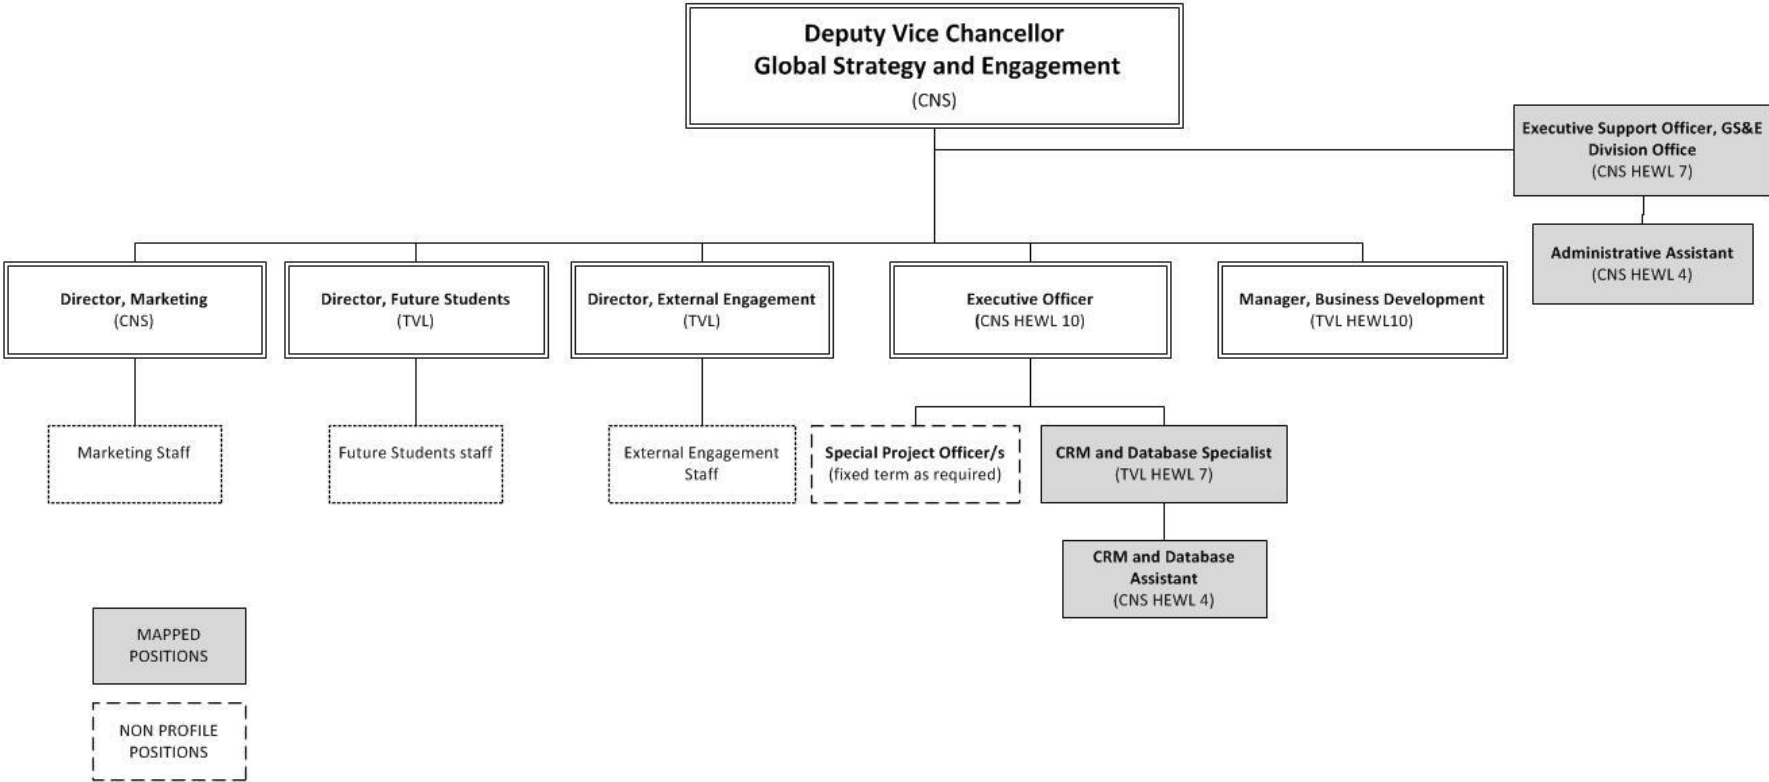 Deputy Vice Chancellor
Global Strategy and Engagement
(CNS)
Executive Support Officer, GS&E
Division Office
(CNS HEWL 7)
Administrative Assistant
(CNS HEWL 4)
Director, Marketing
(CNS)
Director, Future Students
(TVL)
Director, External Engagement
(TVL)
Executive Officer
(CNS HEWL 10)
Manager, Business Development
(TVL HEWL10)
Marketing Staff
Future Students staff
External Engagement
Staff
Special Project Officer/s
(fixed term as required)
CRM and Database Specialist
(TVL HEWL 7)
CRM and Database
Assistant
(CNS HEWL 4)
MAPPED
POSITIONS
NON PROFILE
POSITIONS